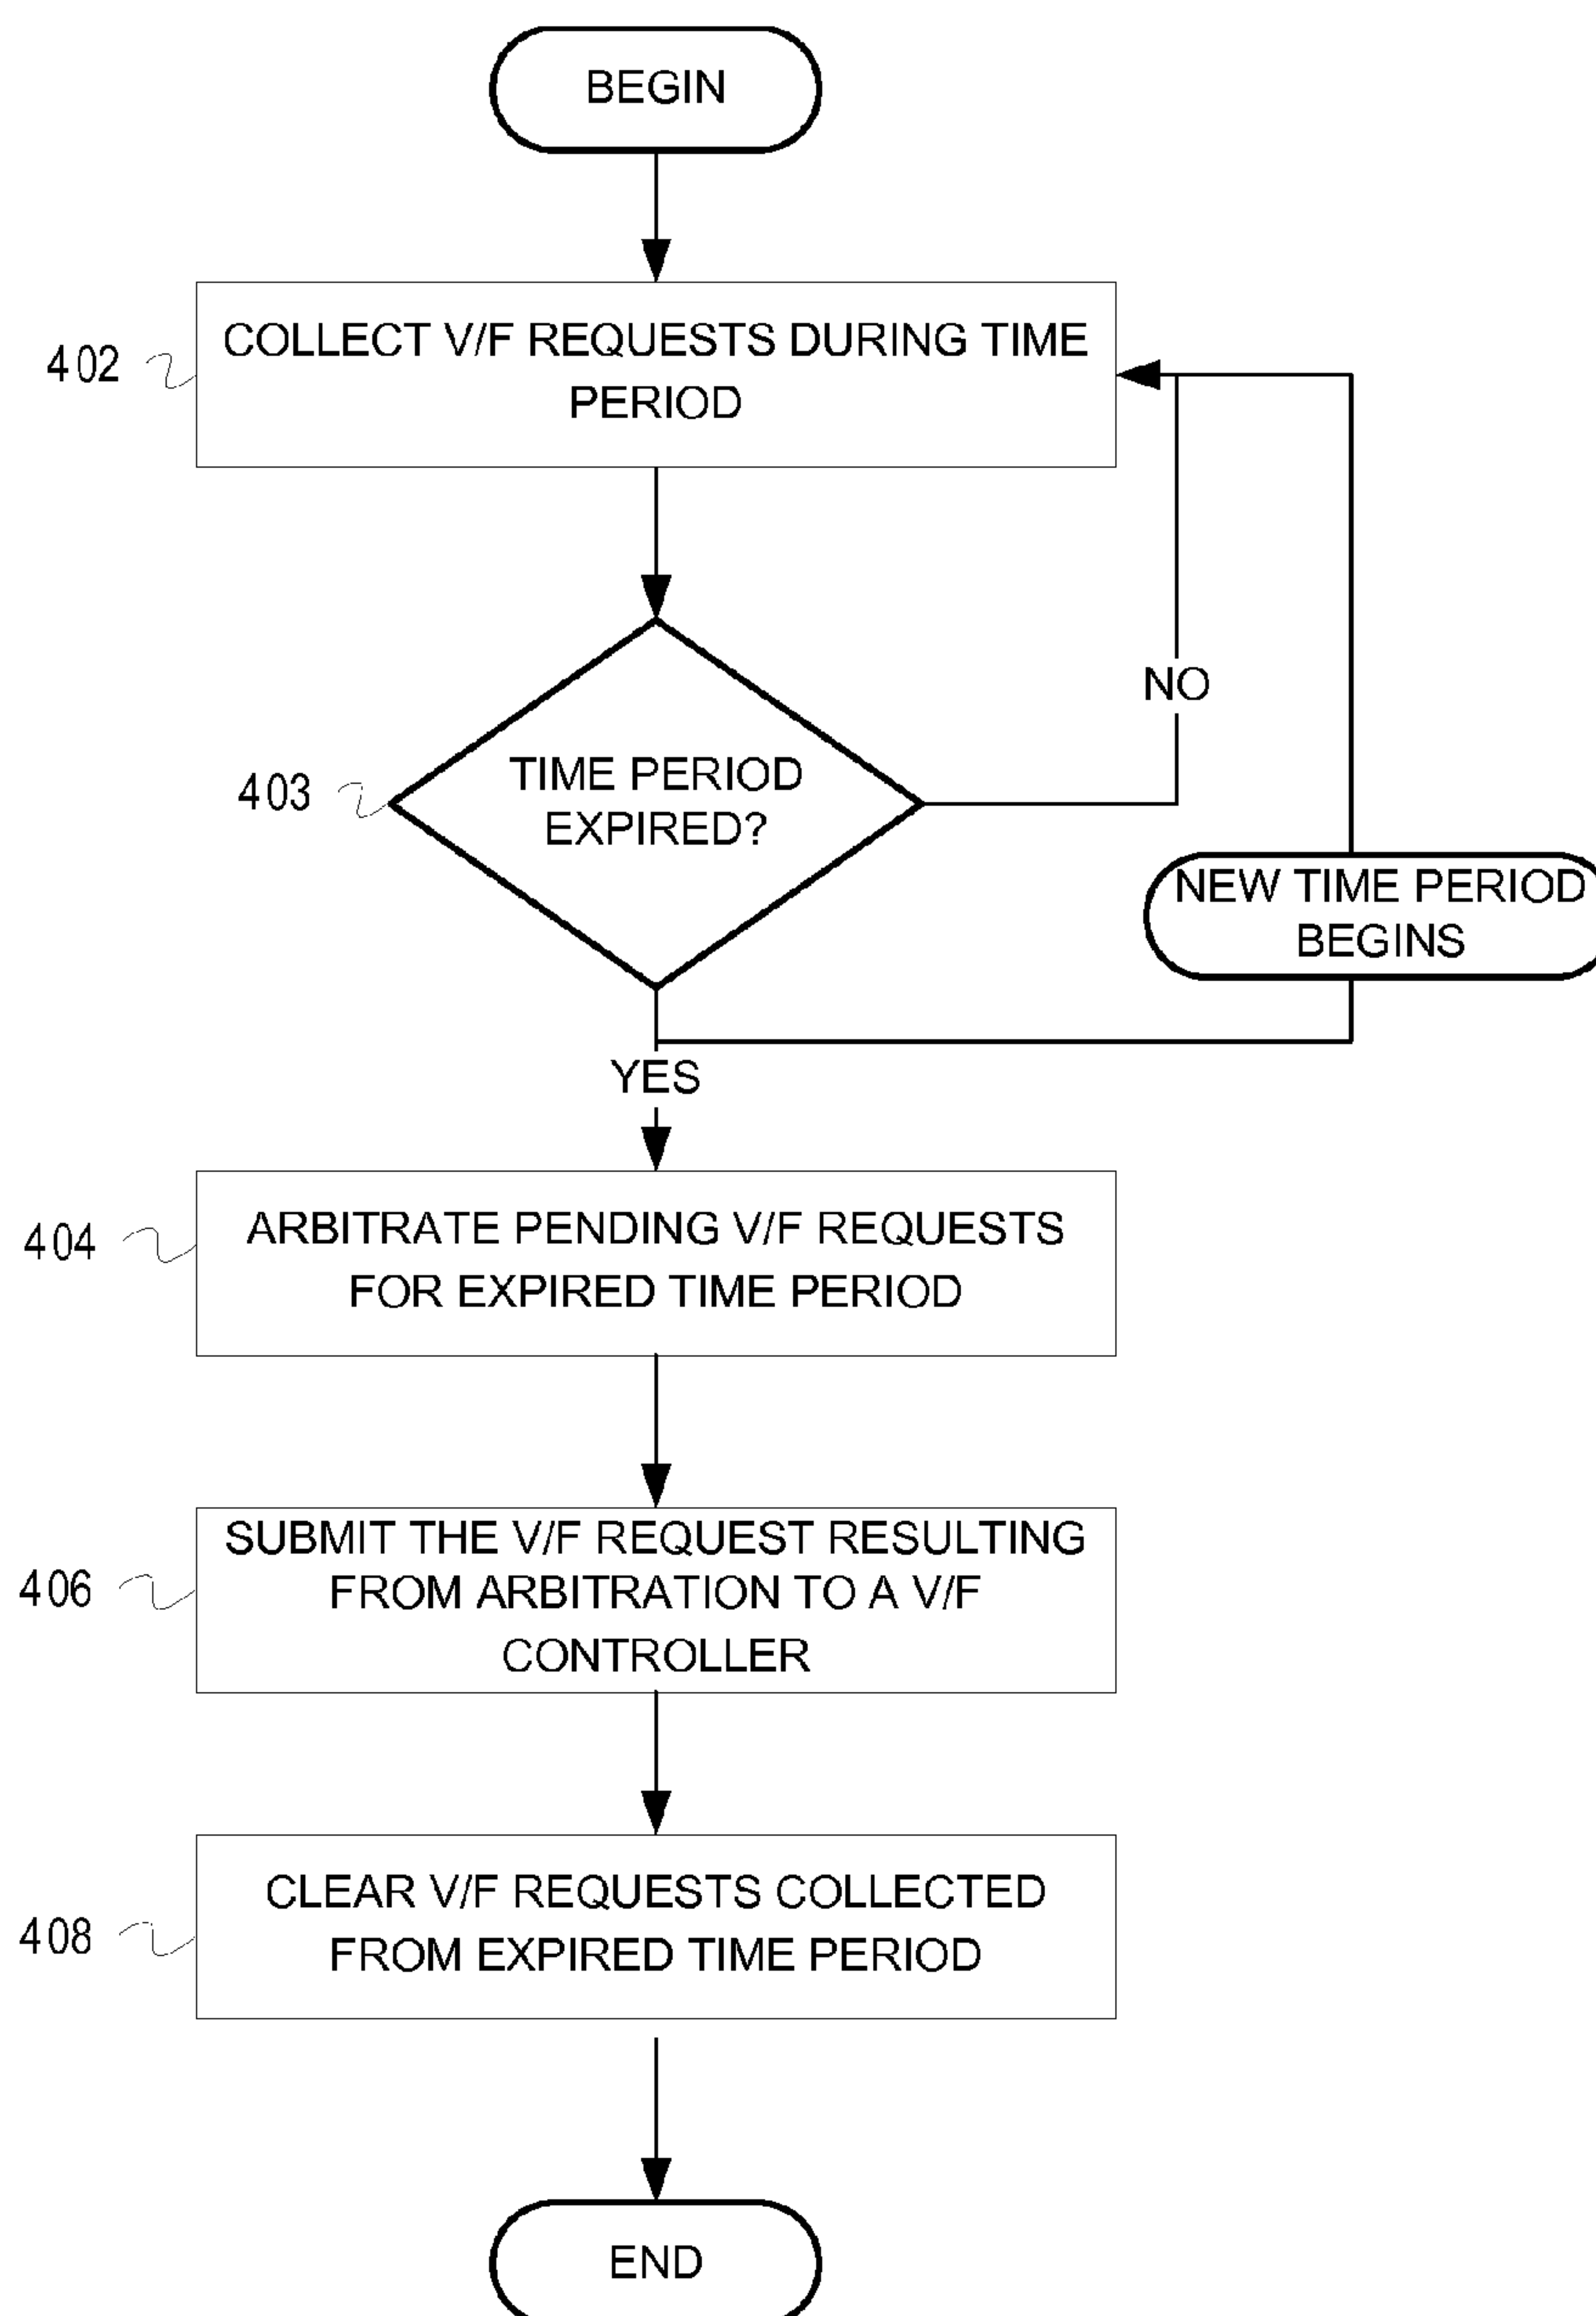 BEGIN
402
COLLECT V/F REQUESTS DURING TIME
PERIOD
NO
403
TIME PERIOD
EXPIRED?
NEW TIME PERIOD
BEGINS
YES
404
ARBITRATE PENDING V/F REQUESTS
FOR EXPIRED TIME PERIOD
406
SUBMIT THE V/F REQUEST RESULTING
FROM ARBITRATION TO A V/F
CONTROLLER
408
CLEAR V/F REQUESTS COLLECTED
FROM EXPIRED TIME PERIOD
END